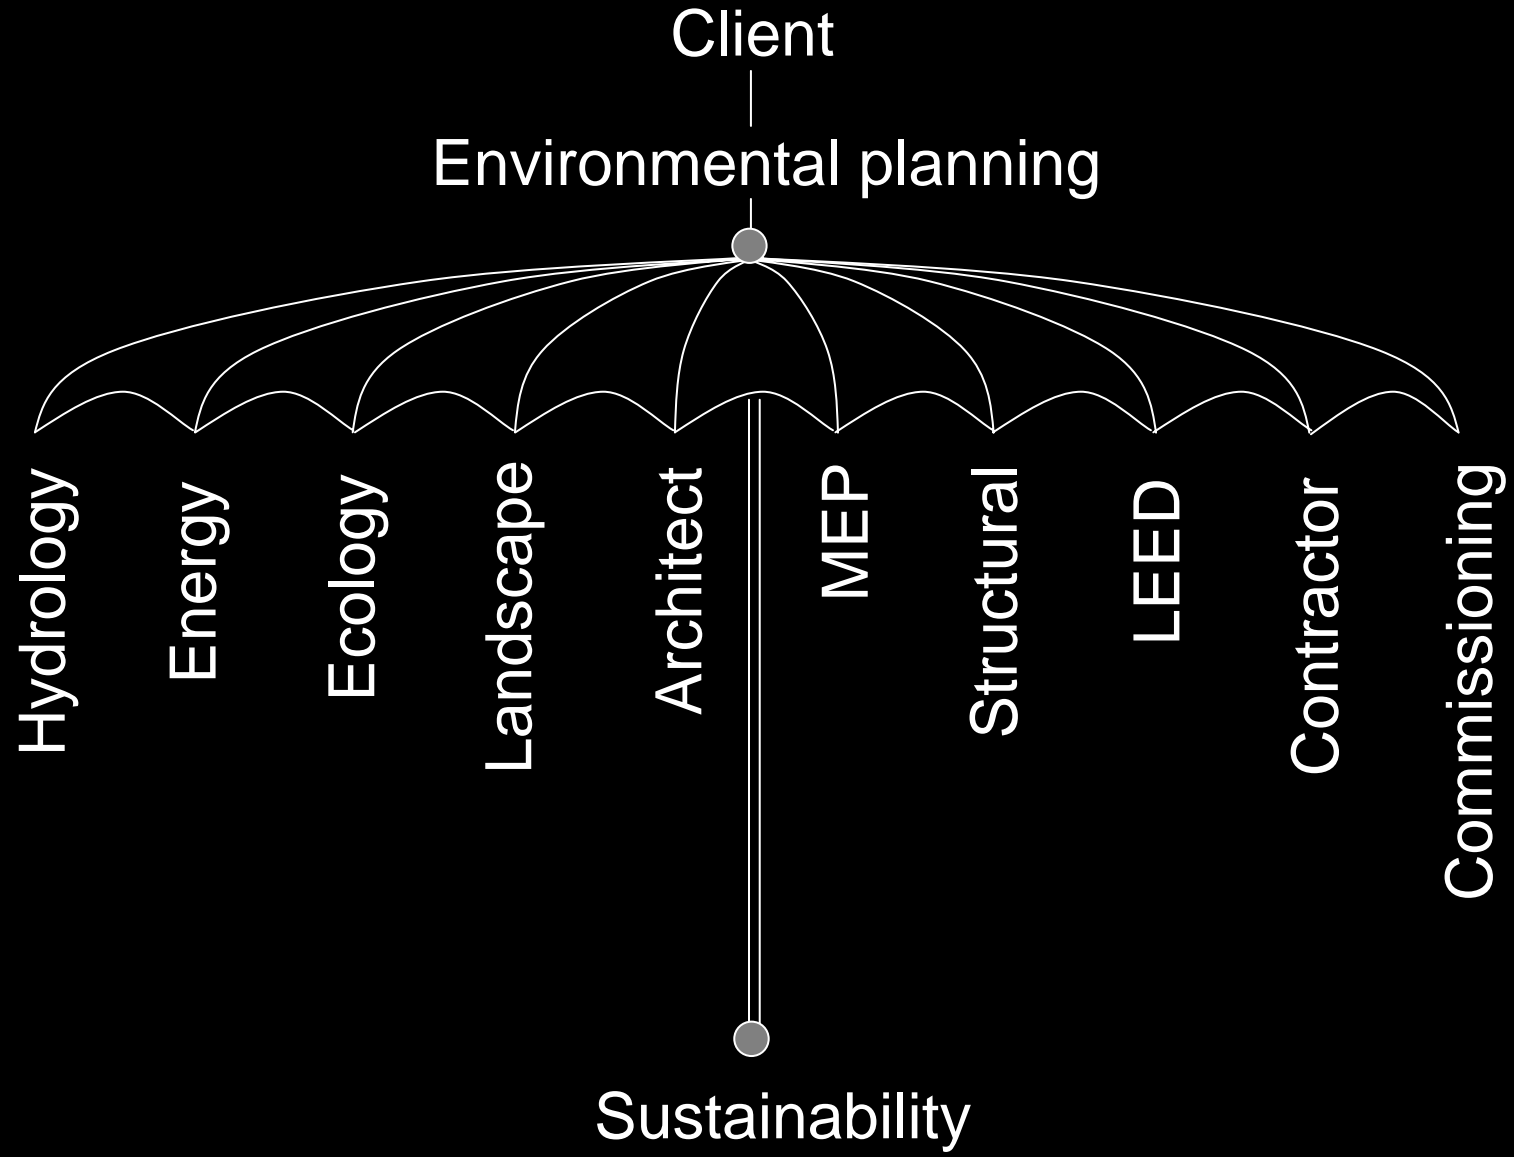 Client
Environmental planning
Hydrology
Energy
Ecology
Landscape
Architect
MEP
Structural
LEED
Contractor
Commissioning
Sustainability